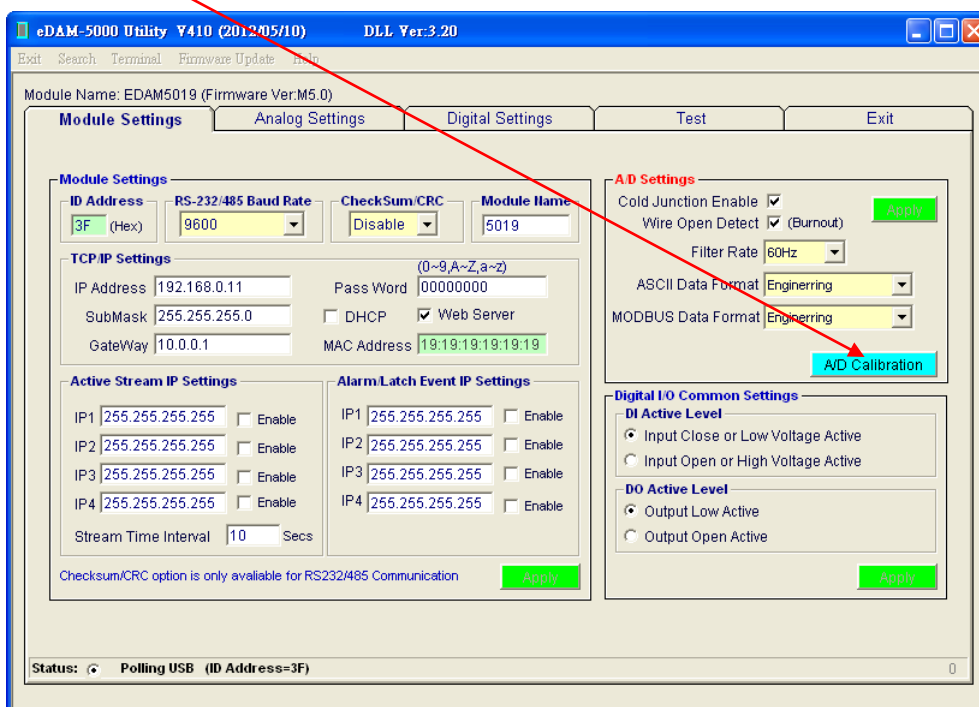 eDAM-5000 Utility V410 (2012/05/10) DLL Ver:3.20
Exit Search Terminal Firmware Update Help
Module Name: EDAM5019 (Firmware Ver:M5.0)
Module Settings Analog Settings Digital Settings Test Exit
Module Settings
ID Address RS-232/485 Baud Rate CheckSum/CRC Module Name
3F (Hex) 9600 Disable 5019
TCP/IP Settings
(0~9,A~Z,a~z)
IP Address 192.168.0.11 Pass Word 00000000
SubMask 255.255.255.0 DHCP Web Server
GateWay 10.0.0.1 MAC Address 19:19:19:19:19:19
Active Stream IP Settings
IP1 255.255.255.255 Enable
IP2 255.255.255.255 Enable
IP3 255.255.255.255 Enable
IP4 255.255.255.255 Enable
Stream Time Interval 10 Secs
Alarm/Latch Event IP Settings
IP1 255.255.255.255 Enable
IP2 255.255.255.255 Enable
IP3 255.255.255.255 Enable
IP4 255.255.255.255 Enable
Checksum/CRC option is only avaliable for RS232/485 Communication Apply
A/D Settings
Cold Junction Enable Apply
Wire Open Detect (Burnout)
Filter Rate 60Hz
ASCII Data Format Enginerring
MODBUS Data Format Enginerring
A/D Calibration
Digital I/O Common Settings
DI Active Level
Input Close or Low Voltage Active
Input Open or High Voltage Active
DO Active Level
Output Low Active
Output Open Active
Apply
Status: Polling USB (ID Address=3F) 0